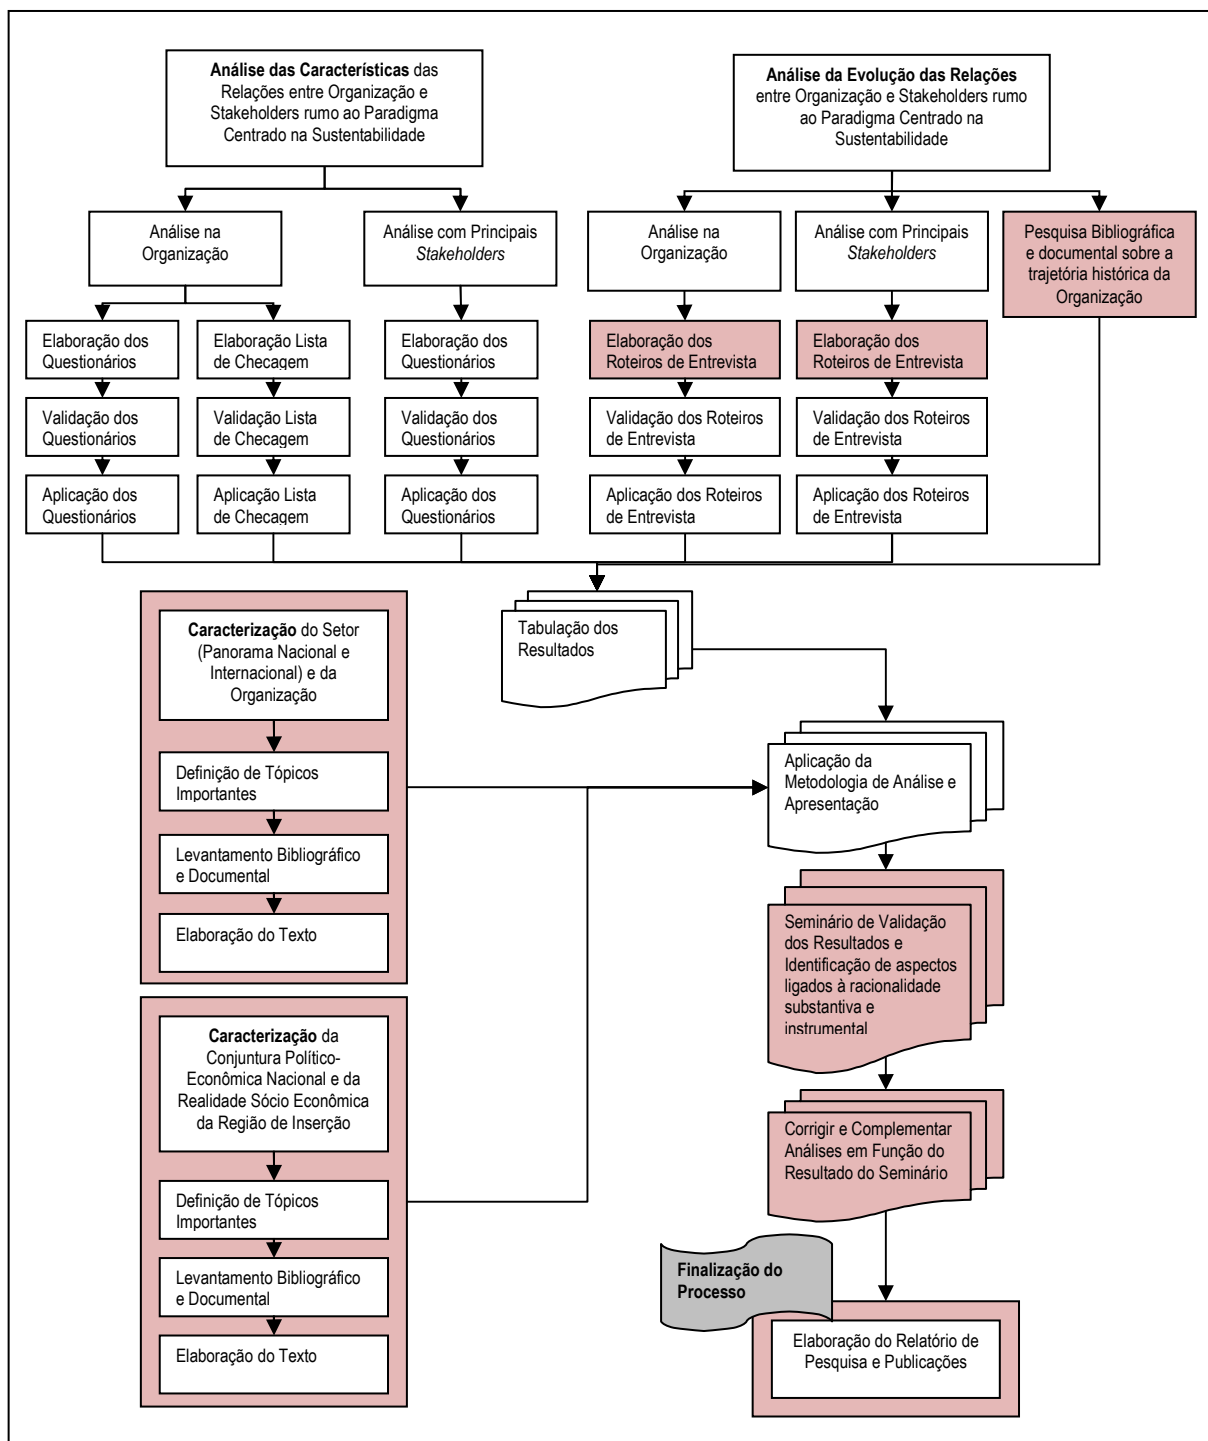 Análise das Características das
Relações entre Organização e
Stakeholders rumo ao Paradigma
Centrado na Sustentabilidade
Análise da Evolução das Relações
entre Organização e Stakeholders rumo
ao Paradigma Centrado na
Sustentabilidade
Análise na
Organização
Análise com Principais
Stakeholders
Análise na
Organização
Análise com Principais
Stakeholders
Pesquisa Bibliográfica
e documental sobre a
trajetória histórica da
Organização
Elaboração dos
Questionários
Elaboração Lista
de Checagem
Elaboração dos
Questionários
Elaboração dos
Roteiros de Entrevista
Elaboração dos
Roteiros de Entrevista
Validação dos
Questionários
Validação Lista
de Checagem
Validação dos
Questionários
Validação dos Roteiros
de Entrevista
Validação dos Roteiros
de Entrevista
Aplicação dos
Questionários
Aplicação Lista
de Checagem
Aplicação dos
Questionários
Aplicação dos Roteiros
de Entrevista
Aplicação dos Roteiros
de Entrevista
Tabulação dos
Resultados
Caracterização do Setor
(Panorama Nacional e
Internacional) e da
Organização
Definição de Tópicos
Importantes
Levantamento Bibliográfico
e Documental
Elaboração do Texto
Aplicação da
Metodologia de Análise e
Apresentação
Seminário de Validação
dos Resultados e
Identificação de aspectos
ligados à racionalidade
substantiva e
instrumental
Caracterização da
Conjuntura Político-
Econômica Nacional e da
Realidade Sócio Econômica
da Região de Inserção
Definição de Tópicos
Importantes
Levantamento Bibliográfico
e Documental
Elaboração do Texto
Corrigir e Complementar
Análises em Função do
Resultado do Seminário
Finalização do
Processo
Elaboração do Relatório de
Pesquisa e Publicações